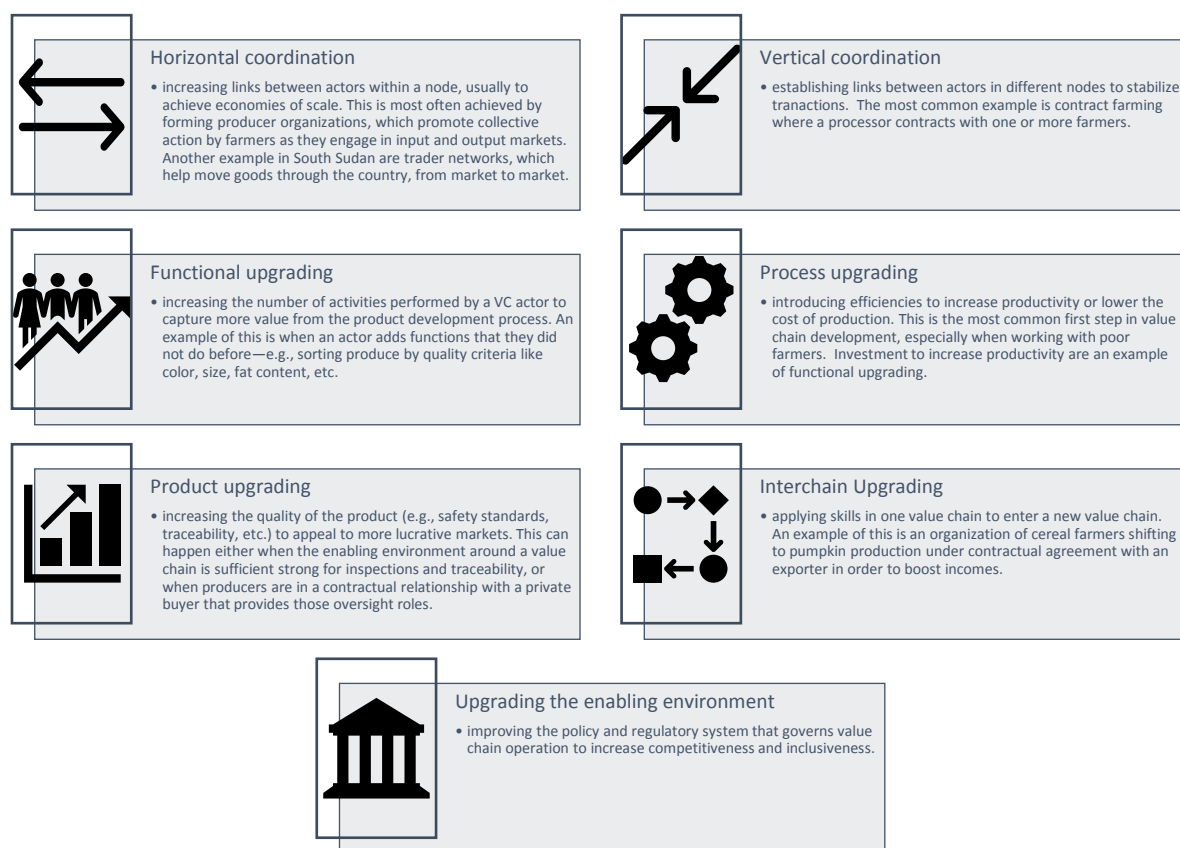 Horizontal coordination
• increasing links between actors within a node, usually to
achieve economies of scale. This is most often achieved by
forming producer organizations, which promote collective
action by farmers as they engage in input and output markets.
Another example in South Sudan are trader networks, which
help move goods through the country, from market to market.
Vertical coordination
• establishing links between actors in different nodes to stabilize
tranactions.  The most common example is contract farming
where a processor contracts with one or more farmers.
Functional upgrading
• increasing the number of activities performed by a VC actor to
capture more value from the product development process. An
example of this is when an actor adds functions that they did
not do before—e.g., sorting produce by quality criteria like
color, size, fat content, etc.
Process upgrading
• introducing efficiencies to increase productivity or lower the
cost of production. This is the most common first step in value
chain development, especially when working with poor
farmers.  Investment to increase productivity are an example
of functional upgrading.
Product upgrading
• increasing the quality of the product (e.g., safety standards,
traceability, etc.) to appeal to more lucrative markets. This can
happen either when the enabling environment around a value
chain is sufficient strong for inspections and traceability, or
when producers are in a contractual relationship with a private
buyer that provides those oversight roles.
Interchain Upgrading
• applying skills in one value chain to enter a new value chain.
An example of this is an organization of cereal farmers shifting
to pumpkin production under contractual agreement with an
exporter in order to boost incomes.
Upgrading the enabling environment
• improving the policy and regulatory system that governs value
chain operation to increase competitiveness and inclusiveness.